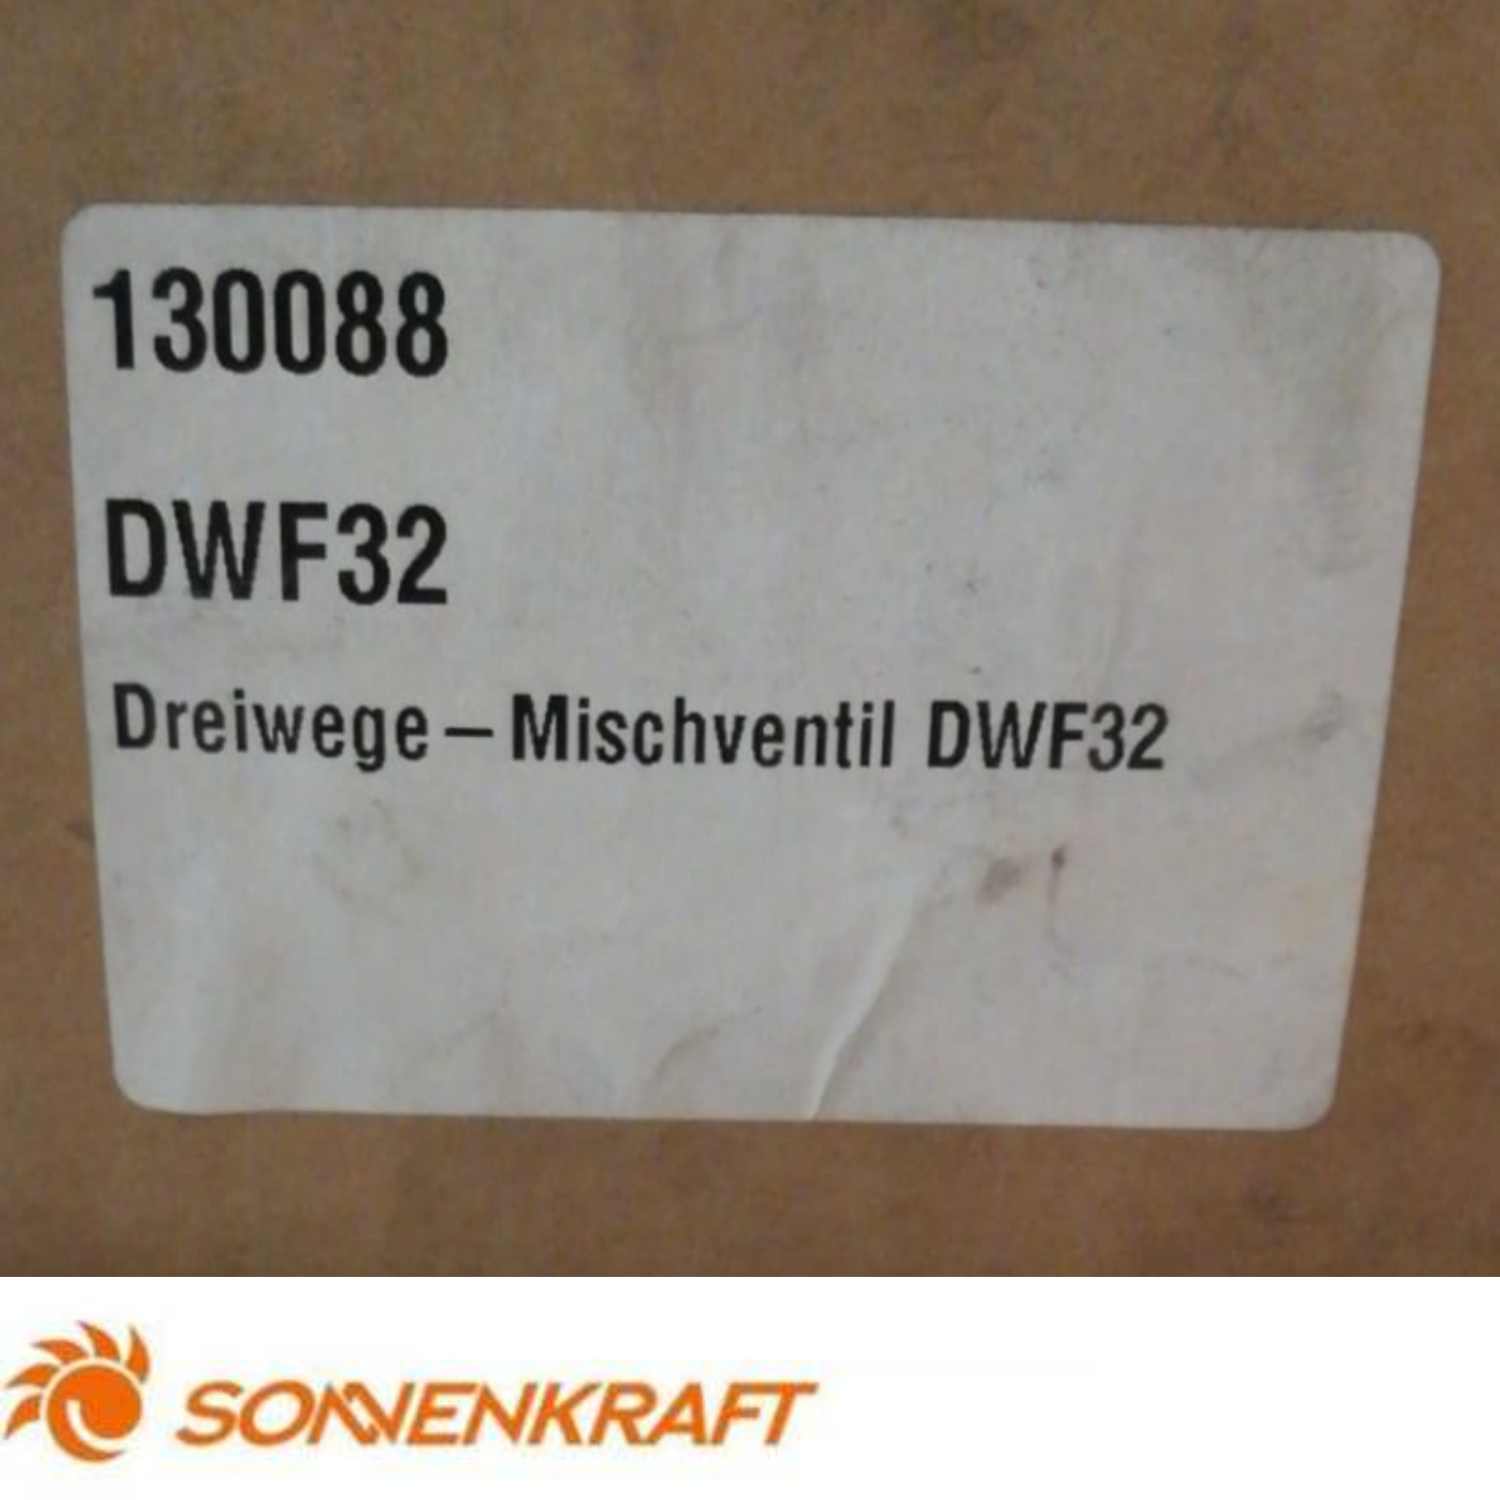 130088
DWF32
Dreiwege-Mischventil DWF32
SONNENKRAFT